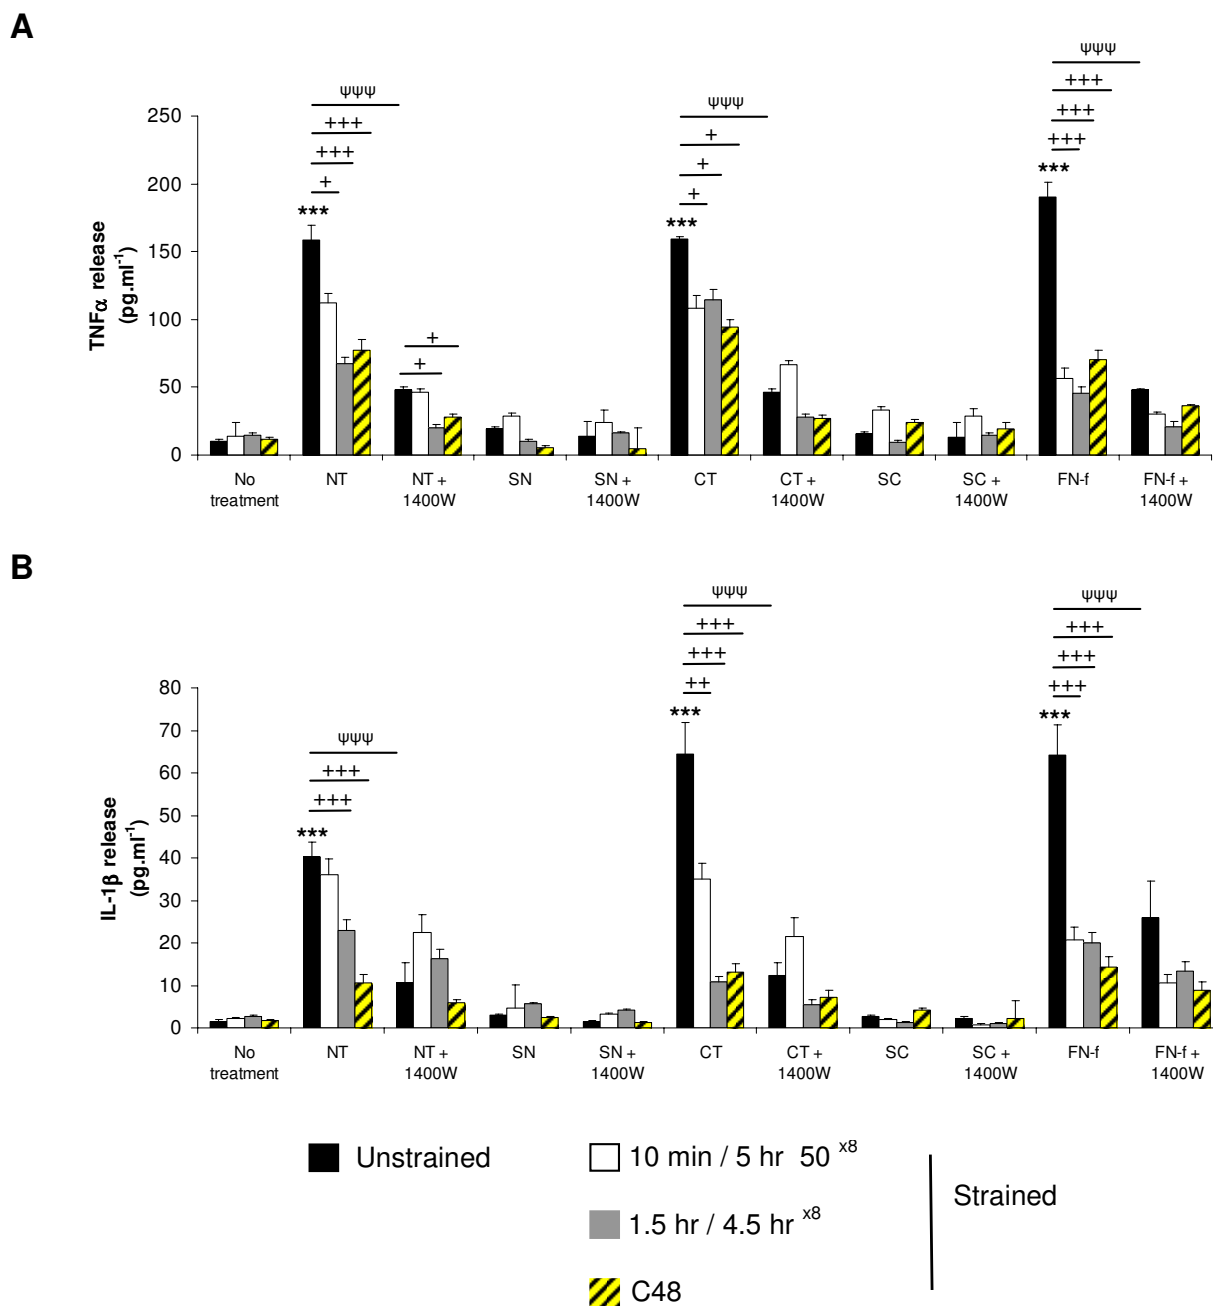 A
ψψψ
+++
+++
+++
***
ψψψ
+++
+++
+
***
ψψψ
+
+
+
***
+
+
250
200
150
100
50
0
TNFα release
(pg.ml-1)
No
treatment
NT
NT +
1400W
SN
SN +
1400W
CT
CT +
1400W
SC
SC +
1400W
FN-f
FN-f +
1400W
B
ψψψ
+++
+++
***
ψψψ
+++
+++
++
***
ψψψ
+++
+++
+++
***
80
70
60
50
40
30
20
10
0
IL-1β release
(pg.ml-1)
No
treatment
NT
NT +
1400W
SN
SN +
1400W
CT
CT +
1400W
SC
SC +
1400W
FN-f
FN-f +
1400W
Unstrained
10 min / 5 hr 50 x8
1.5 hr / 4.5 hr x8
C48
Strained